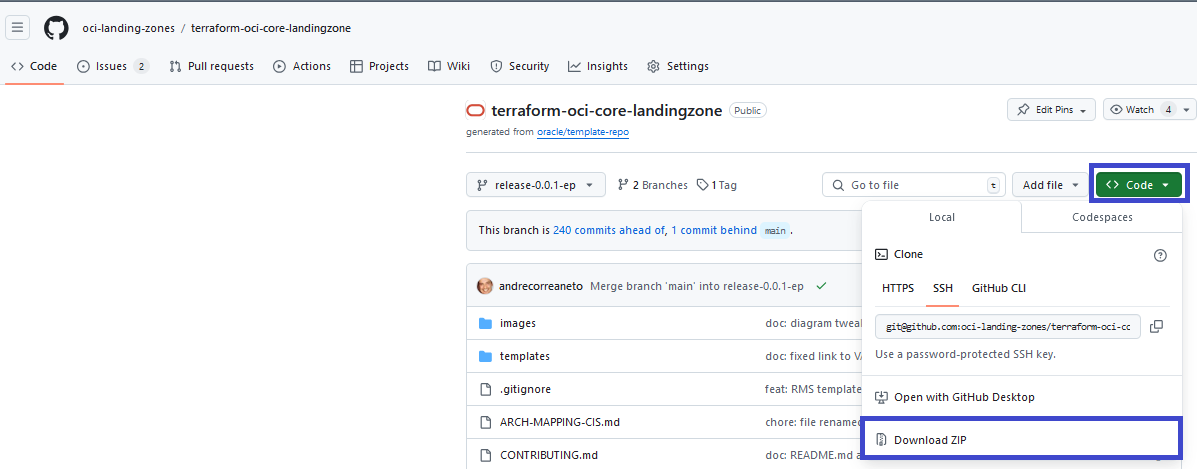 oci-landing-zones / terraform-oci-core-landingzone
Code Issues 2 Pull requests Actions Projects Wiki Security Insights Settings
terraform-oci-core-landingzone Public Edit Pins Watch 4
generated from oracle/template-repo
release-0.0.1-ep 2 Branches 1 Tag Go to file t Add file <> Code
Local Codespaces
This branch is 240 commits ahead of, 1 commit behind main .
Clone
HTTPS SSH GitHub CLI
andrecorreaneto Merge branch 'main' into release-0.0.1-ep
git@github.com:oci-landing-zones/terraform-oci-cc
images doc: diagram tweak
Use a password-protected SSH key.
templates doc: fixed link to VA
.gitignore feat: RMS template
Open with GitHub Desktop
ARCH-MAPPING-CIS.md chore: file renamed
Download ZIP
CONTRIBUTING.md doc: README.md a